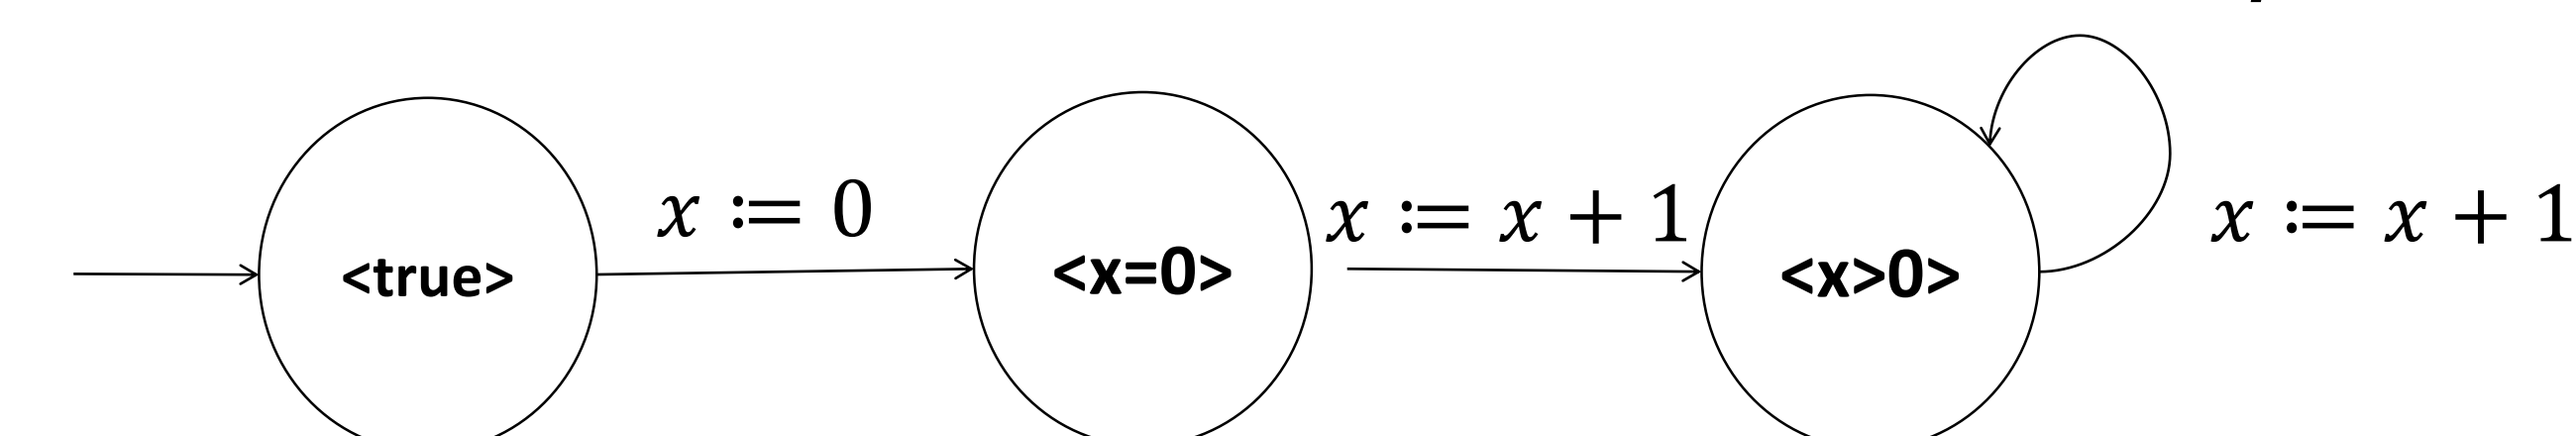 x := 0
x := x + 1
x := x + 1
<true>
<x=0>
<x>0>